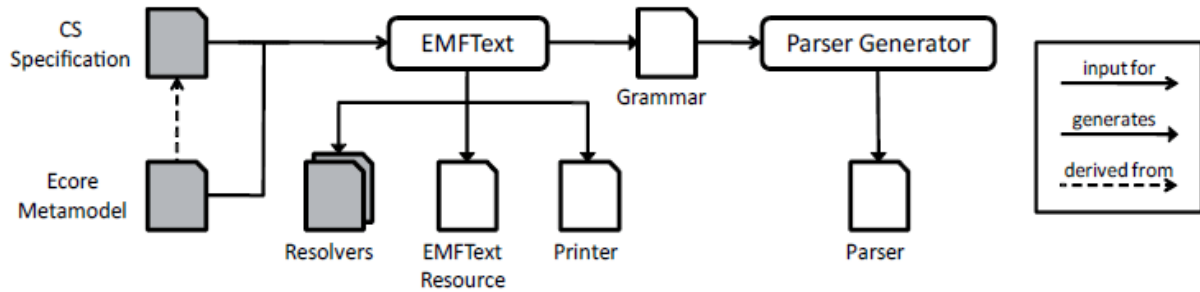 CS
Specification
EMFText
Parser Generator
Grammar
input for
generates
derived from
Ecore
Metamodel
Resolvers
EMFText
Resource
Printer
Parser